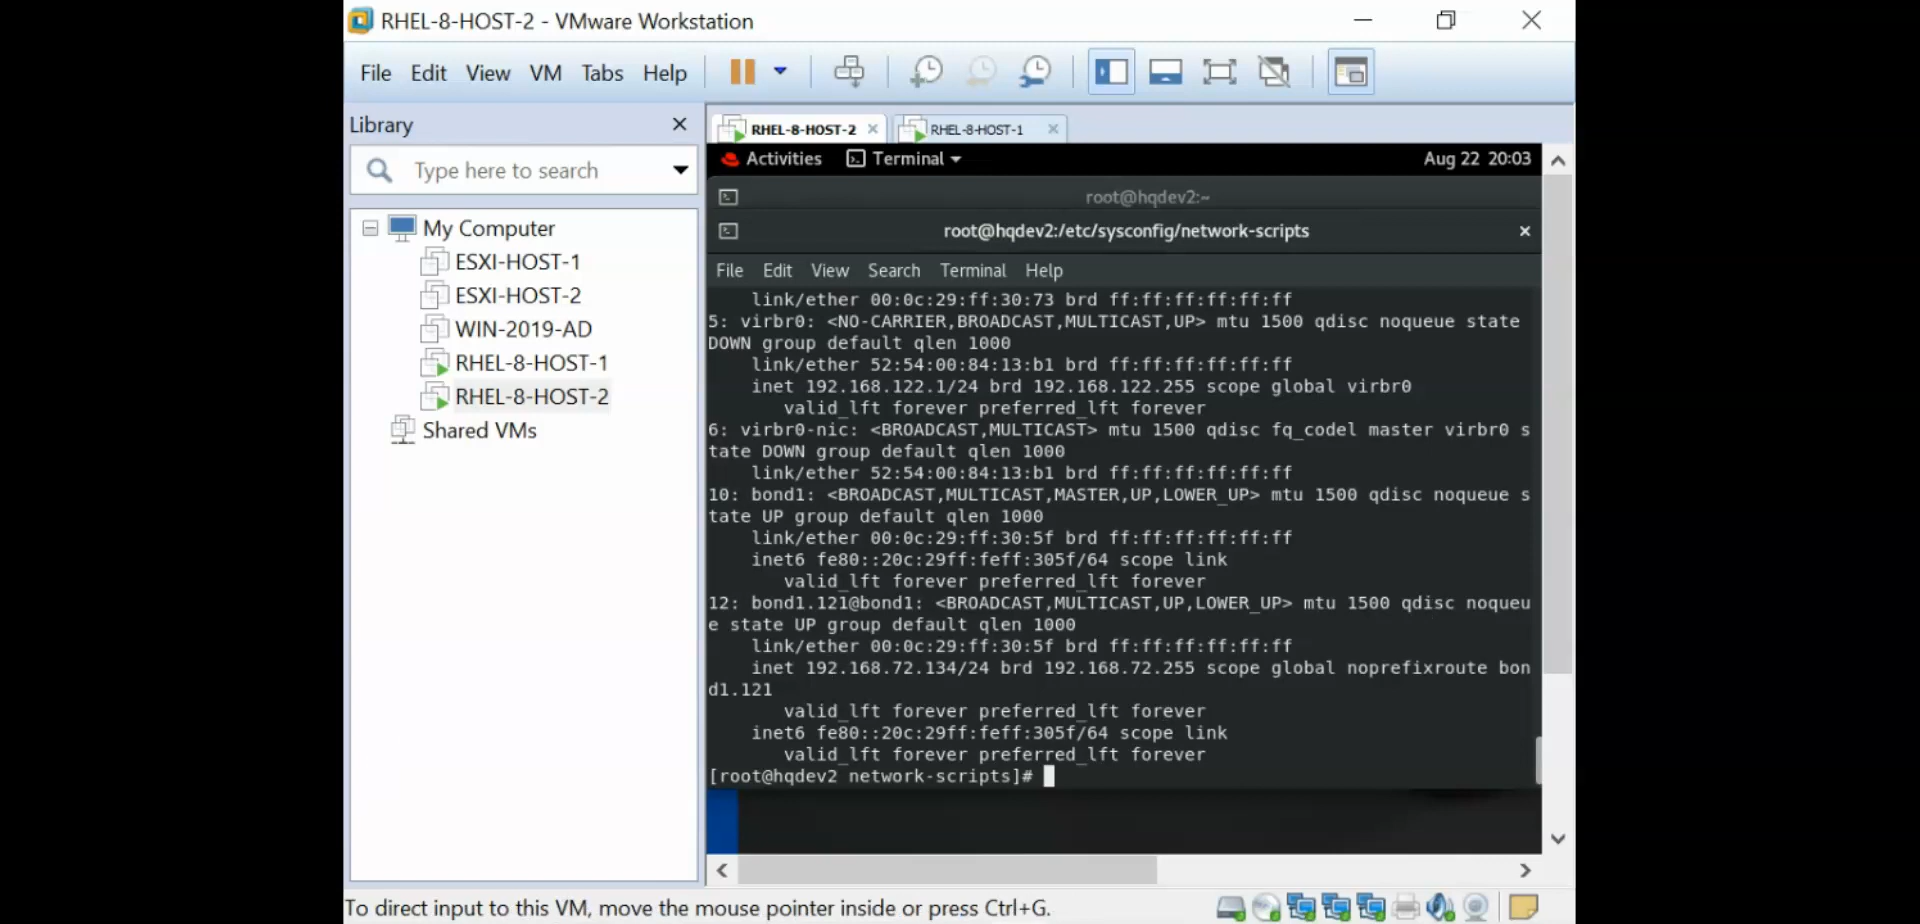 RHEL-8-HOST-2 - VMware Workstation
File Edit View VM Tabs Help
Library
Type here to search
My Computer
ESXI-HOST-1
ESXI-HOST-2
WIN-2019-AD
RHEL-8-HOST-1
RHEL-8-HOST-2
Shared VMs
RHEL-8-HOST-2 RHEL-8-HOST-1
Activities Terminal Aug 22 20:03
root@hqdev2:~
root@hqdev2:/etc/sysconfig/network-scripts
File Edit View Search Terminal Help
link/ether 00:0c:29:ff:30:73 brd ff:ff:ff:ff:ff:ff
5: virbr0: <NO-CARRIER,BROADCAST,MULTICAST,UP> mtu 1500 qdisc noqueue state
DOWN group default qlen 1000
link/ether 52:54:00:84:13:b1 brd ff:ff:ff:ff:ff:ff
inet 192.168.122.1/24 brd 192.168.122.255 scope global virbr0
valid_lft forever preferred_lft forever
6: virbr0-nic: <BROADCAST,MULTICAST> mtu 1500 qdisc fq_codel master virbr0 s
tate DOWN group default qlen 1000
link/ether 52:54:00:84:13:b1 brd ff:ff:ff:ff:ff:ff
10: bond1: <BROADCAST,MULTICAST,MASTER,UP,LOWER_UP> mtu 1500 qdisc noqueue s
tate UP group default qlen 1000
link/ether 00:0c:29:ff:30:5f brd ff:ff:ff:ff:ff:ff
inet6 fe80::20c:29ff:feff:305f/64 scope link
valid_lft forever preferred_lft forever
12: bond1.121@bond1: <BROADCAST,MULTICAST,UP,LOWER_UP> mtu 1500 qdisc noqueu
e state UP group default qlen 1000
link/ether 00:0c:29:ff:30:5f brd ff:ff:ff:ff:ff:ff
inet 192.168.72.134/24 brd 192.168.72.255 scope global noprefixroute bon
d1.121
valid_lft forever preferred_lft forever
inet6 fe80::20c:29ff:feff:305f/64 scope link
valid_lft forever preferred_lft forever
[root@hqdev2 network-scripts]#
To direct input to this VM, move the mouse pointer inside or press Ctrl+G.